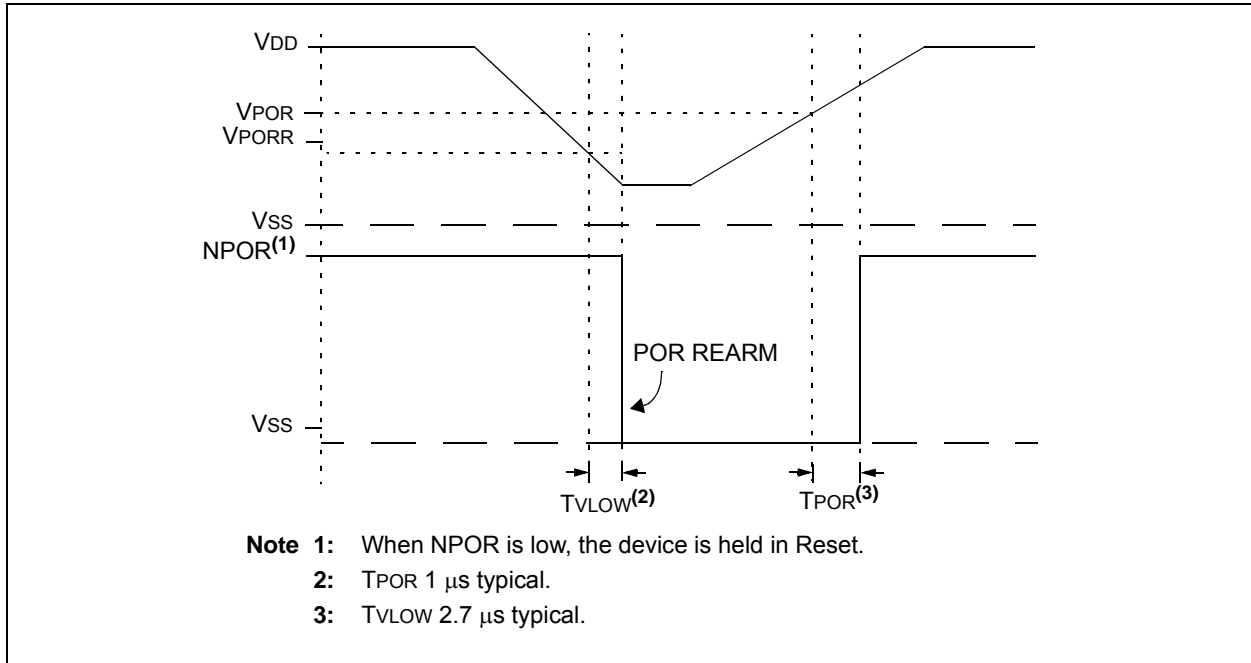 VDD
VPOR
VPORR
VSS
NPOR(1)
POR REARM
VSS
TVLOW(2)
TPOR(3)
Note 1: When NPOR is low, the device is held in Reset.
2: TPOR 1 μs typical.
3: TVLOW 2.7 μs typical.